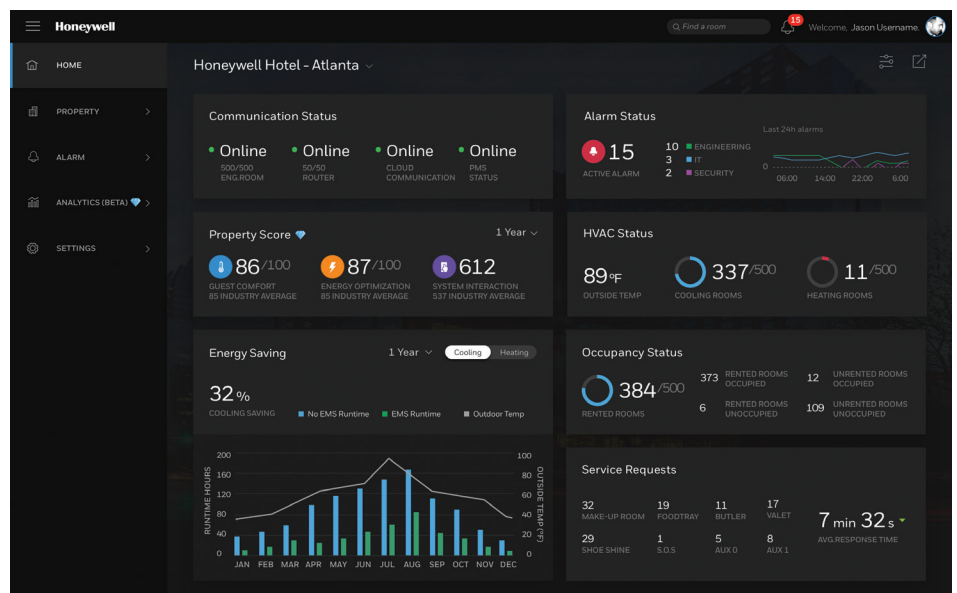 Honeywell
Find a room
15
Welcome, Jason Username.
HOME
PROPERTY
ALARM
ANALYTICS (BETA)
SETTINGS
Honeywell Hotel - Atlanta
Communication Status
Online Online Online Online
500/500 50/50 CLOUD PMS
ENG.ROOM ROUTER COMMUNICATION STATUS
Alarm Status
Last 24h alarms
15
ACTIVE ALARM
10 ENGINEERING
3 IT
2 SECURITY
0
06:00 14:00 22:00 6:00
Property Score
1 Year
86/100 87/100 612
GUEST COMFORT ENERGY OPTIMIZATION SYSTEM INTERACTION
85 INDUSTRY AVERAGE 85 INDUSTRY AVERAGE 537 INDUSTRY AVERAGE
HVAC Status
89°F 337/500 11/500
OUTSIDE TEMP COOLING ROOMS HEATING ROOMS
Energy Saving
1 Year
Cooling Heating
32%
COOLING SAVING
No EMS Runtime EMS Runtime Outdoor Temp
RUNTIME HOURS
200
160
120
80
40
0
100
80
60
40
20
0
OUTSIDE TEMP (°F)
JAN FEB MAR APR MAY JUN JUL AUG SEP OCT NOV DEC
Occupancy Status
384/500
RENTED ROOMS
373 RENTED ROOMS OCCUPIED
12 UNRENTED ROOMS OCCUPIED
6 RENTED ROOMS UNOCCUPIED
109 UNRENTED ROOMS UNOCCUPIED
Service Requests
32 19 11 17
MAKE-UP ROOM FOODTRAY BUTLER VALET
29 1 5 8
SHOE SHINE S.O.S AUX 0 AUX 1
7 min 32 s
AVG.RESPONSE TIME